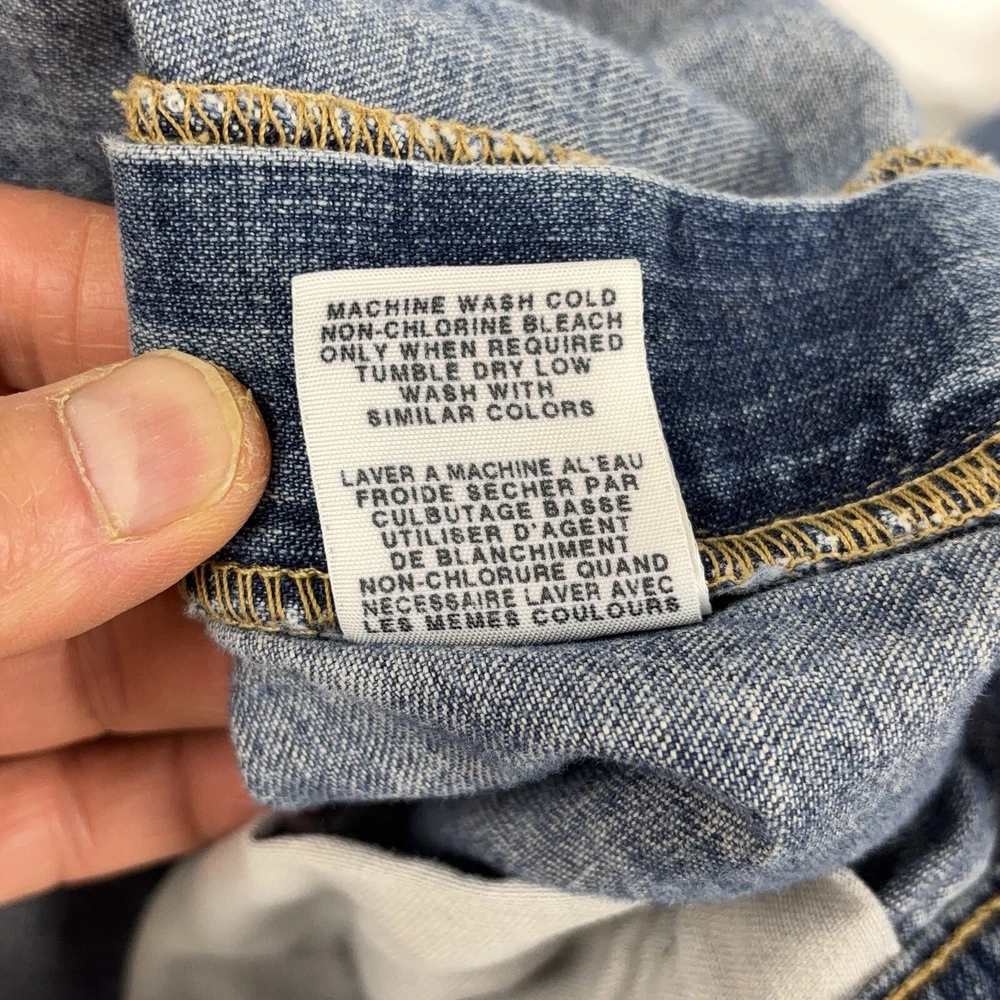 MACHINE WASH COLD
NON-CHLORINE BLEACH
ONLY WHEN REQUIRED
TUMBLE DRY LOW
WASH WITH
SIMILAR COLORS
LAVER A MACHINE AL'EAU
FROIDE SECHER PAR
CULBUTAGE BASSE
UTILISER D'AGENT
DE BLANCHIMENT
NON-CHLORURE QUAND
NECESSAIRE LAVER AVEC
LES MEMES COULOURS